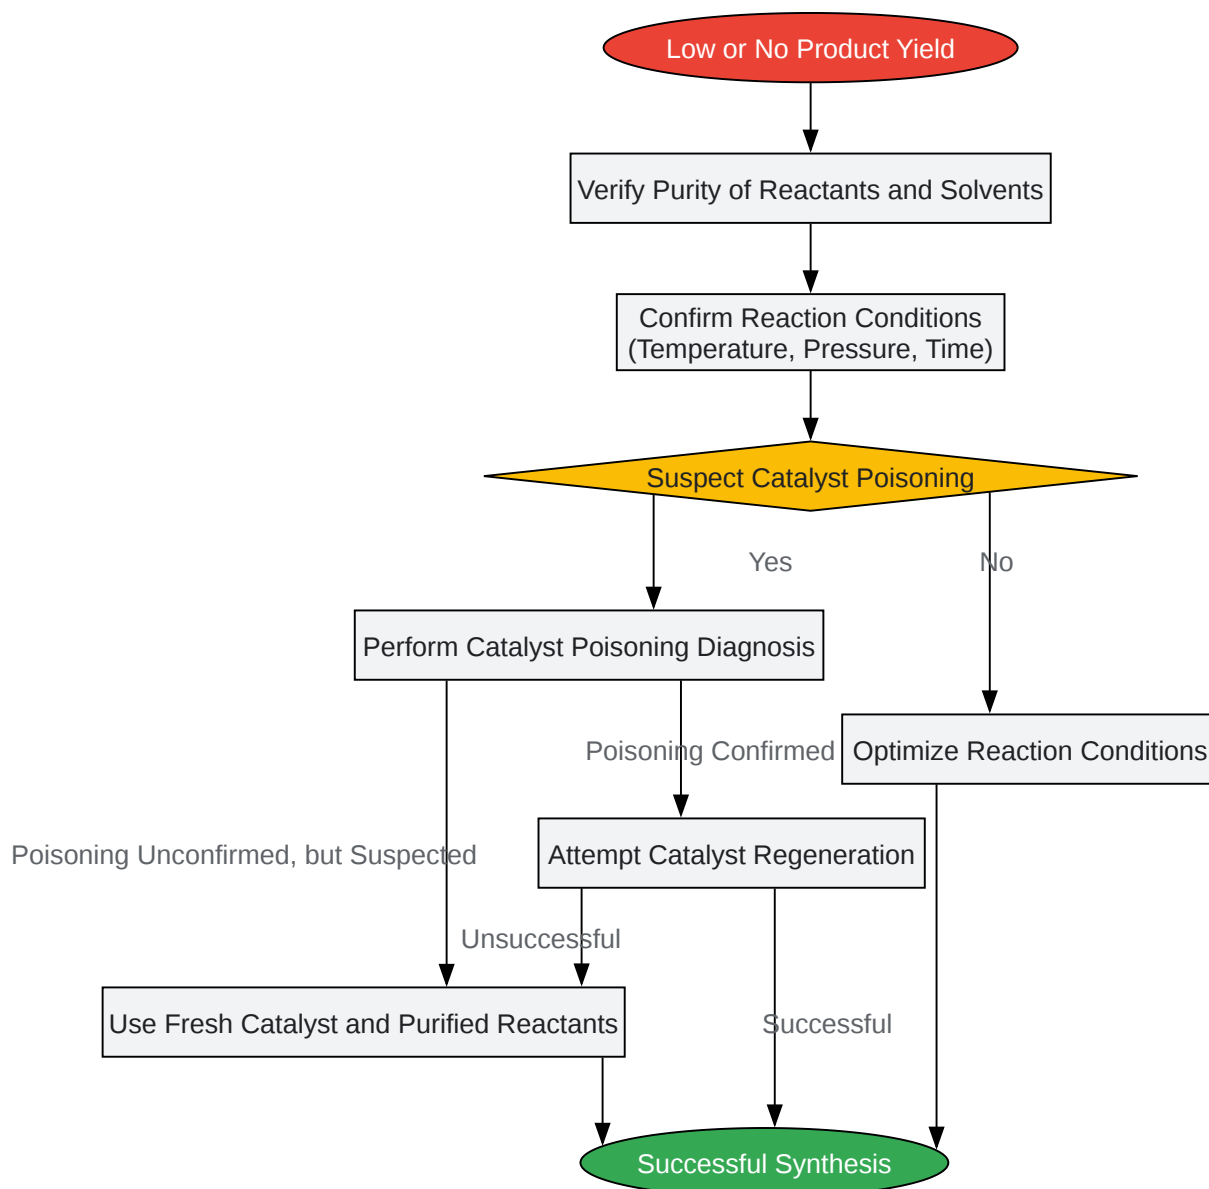 Low or No Product Yield
Verify Purity of Reactants and Solvents
Confirm Reaction Conditions
(Temperature, Pressure, Time)
Suspect Catalyst Poisoning
Yes
No
Perform Catalyst Poisoning Diagnosis
Poisoning Confirmed
Optimize Reaction Conditions
Poisoning Unconfirmed, but Suspected
Attempt Catalyst Regeneration
Unsuccessful
Use Fresh Catalyst and Purified Reactants
Successful
Successful Synthesis